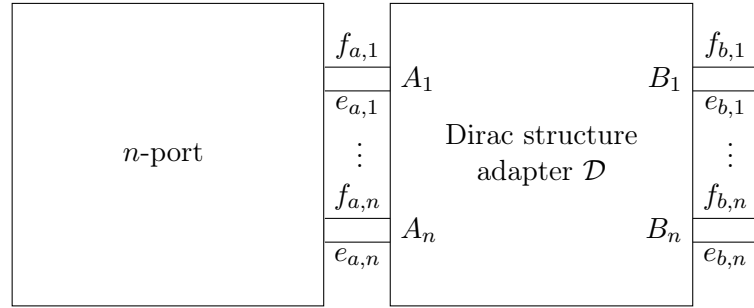 f_{a,1}
f_{b,1}
A_1
B_1
e_{a,1}
e_{b,1}
n-port
⋮
Dirac structure
adapter 𝒟
⋮
f_{a,n}
f_{b,n}
A_n
B_n
e_{a,n}
e_{b,n}